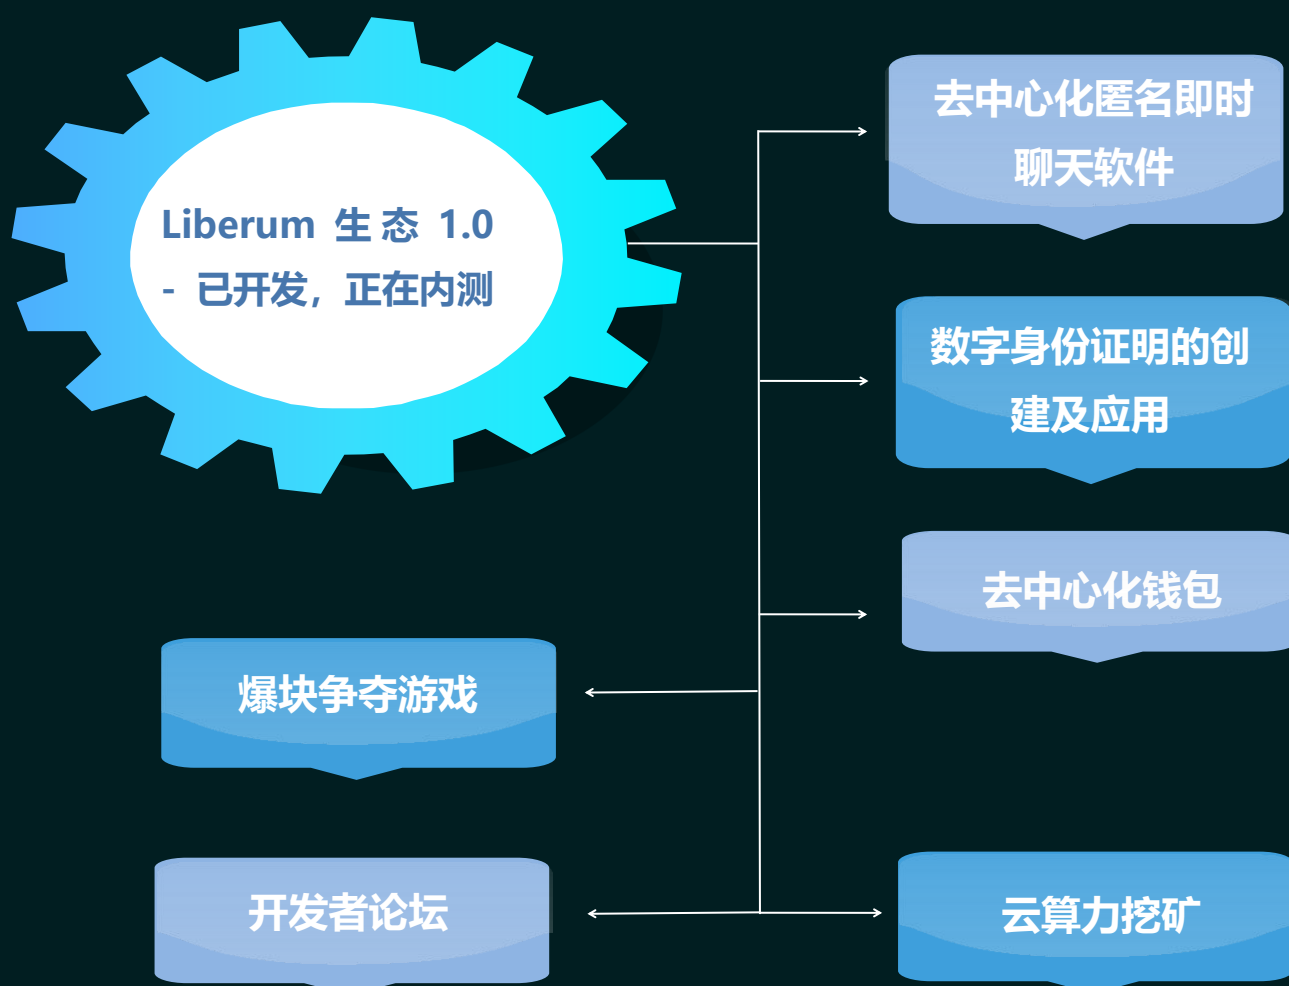 Liberum 生态 1.0
- 已开发，正在内测
去中心化匿名即时
聊天软件
数字身份证明的创
建及应用
去中心化钱包
爆块争夺游戏
开发者论坛
云算力挖矿